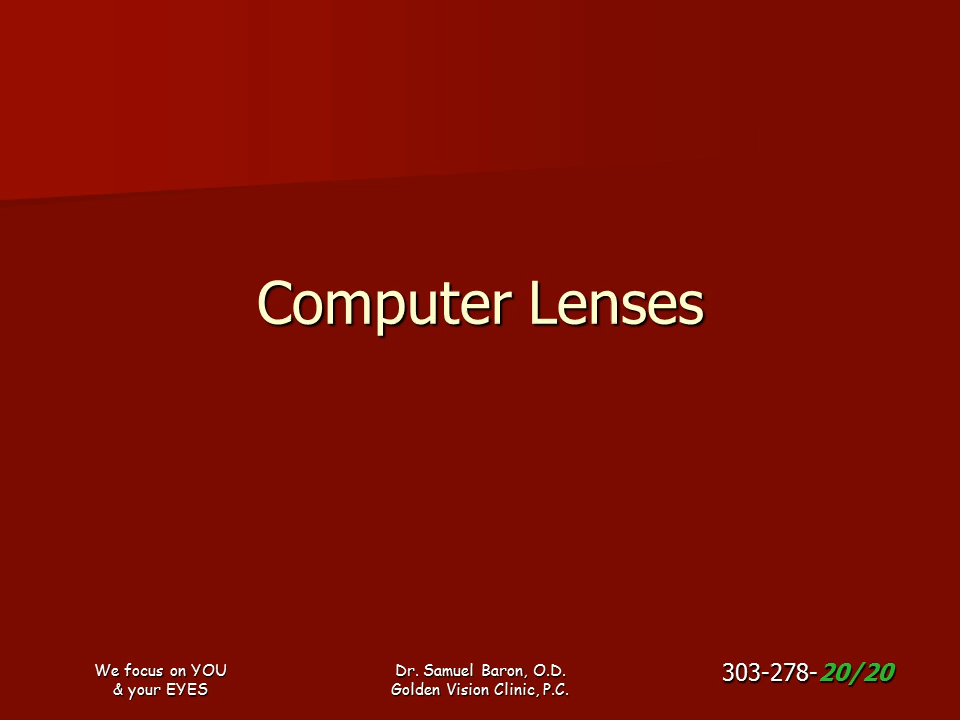 Computer Lenses
We focus on YOU
& your EYES
Dr. Samuel Baron, O.D.
Golden Vision Clinic, P.C.
303-278-20/20